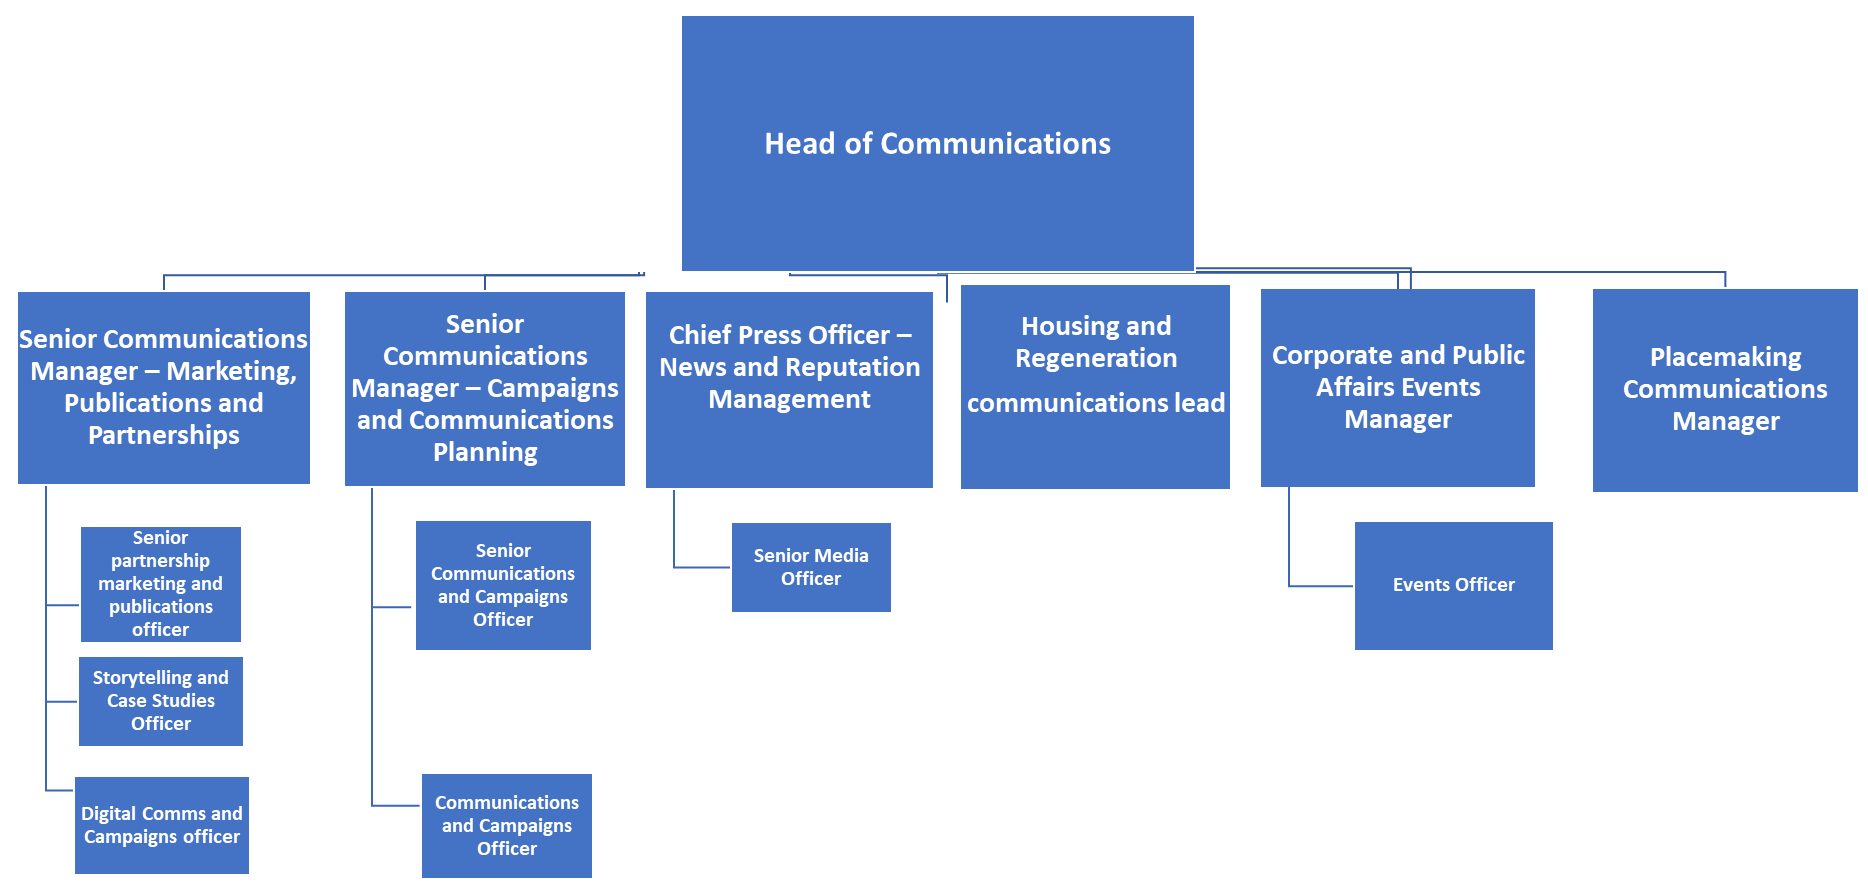 Head of Communications
Senior Communications
Manager – Marketing,
Publications and
Partnerships
Senior
Communications
Manager – Campaigns
and Communications
Planning
Chief Press Officer –
News and Reputation
Management
Housing and
Regeneration
communications lead
Corporate and Public
Affairs Events
Manager
Placemaking
Communications
Manager
Senior
partnership
marketing and
publications
officer
Storytelling and
Case Studies
Officer
Digital Comms and
Campaigns officer
Senior
Communications
and Campaigns
Officer
Communications
and Campaigns
Officer
Senior Media
Officer
Events Officer